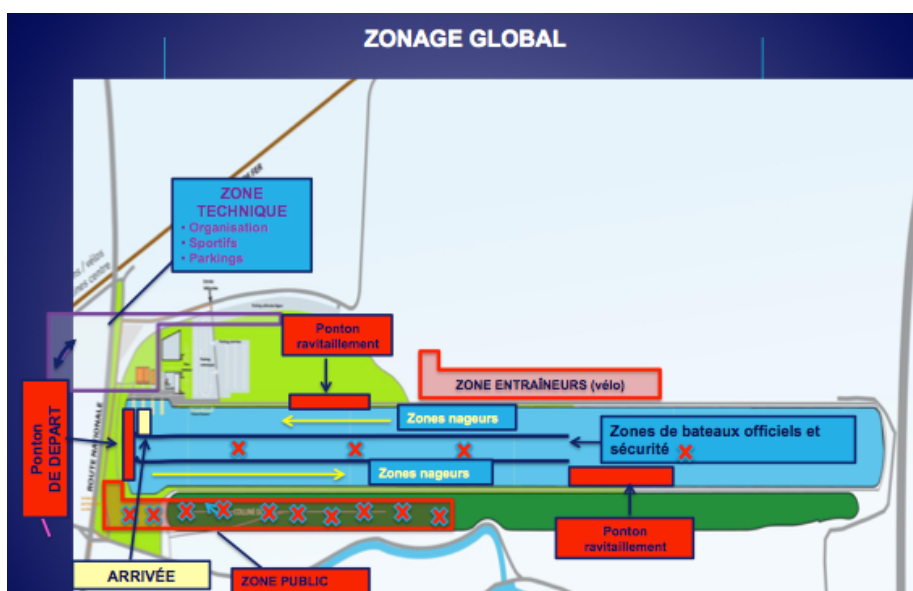 ZONAGE GLOBAL
ZONE
TECHNIQUE
• Organisation
• Sportifs
• Parkings
Ponton
ravitaillement
ZONE ENTRAÎNEURS (vélo)
Zones nageurs
Zones de bateaux officiels et
sécurité
Zones nageurs
Ponton
DE DEPART
ROUTE NATIONALE
Ponton
ravitaillement
ARRIVÉE
ZONE PUBLIC